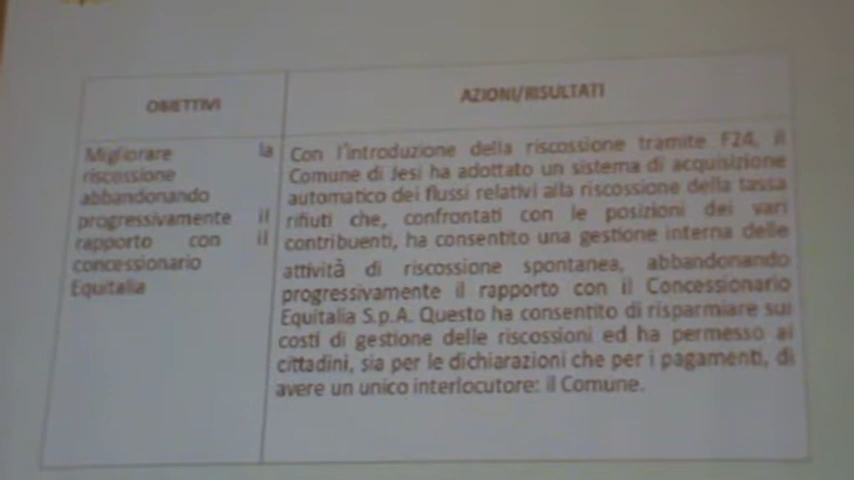 OBIETTIVI
AZIONI/RISULTATI
Migliorare la
riscossione
abbandonando
progressivamente il
rapporto con il
concessionario
Equitalia
Con l'introduzione della riscossione tramite F24, il
Comune di Jesi ha adottato un sistema di acquisizione
automatico dei flussi relativi alla riscossione della tassa
rifiuti che, confrontati con le posizioni dei vari
contribuenti, ha consentito una gestione interna delle
attività di riscossione spontanea, abbandonando
progressivamente il rapporto con il Concessionario
Equitalia S.p.A. Questo ha consentito di risparmiare sui
costi di gestione delle riscossioni ed ha permesso ai
cittadini, sia per le dichiarazioni che per i pagamenti, di
avere un unico interlocutore: il Comune.